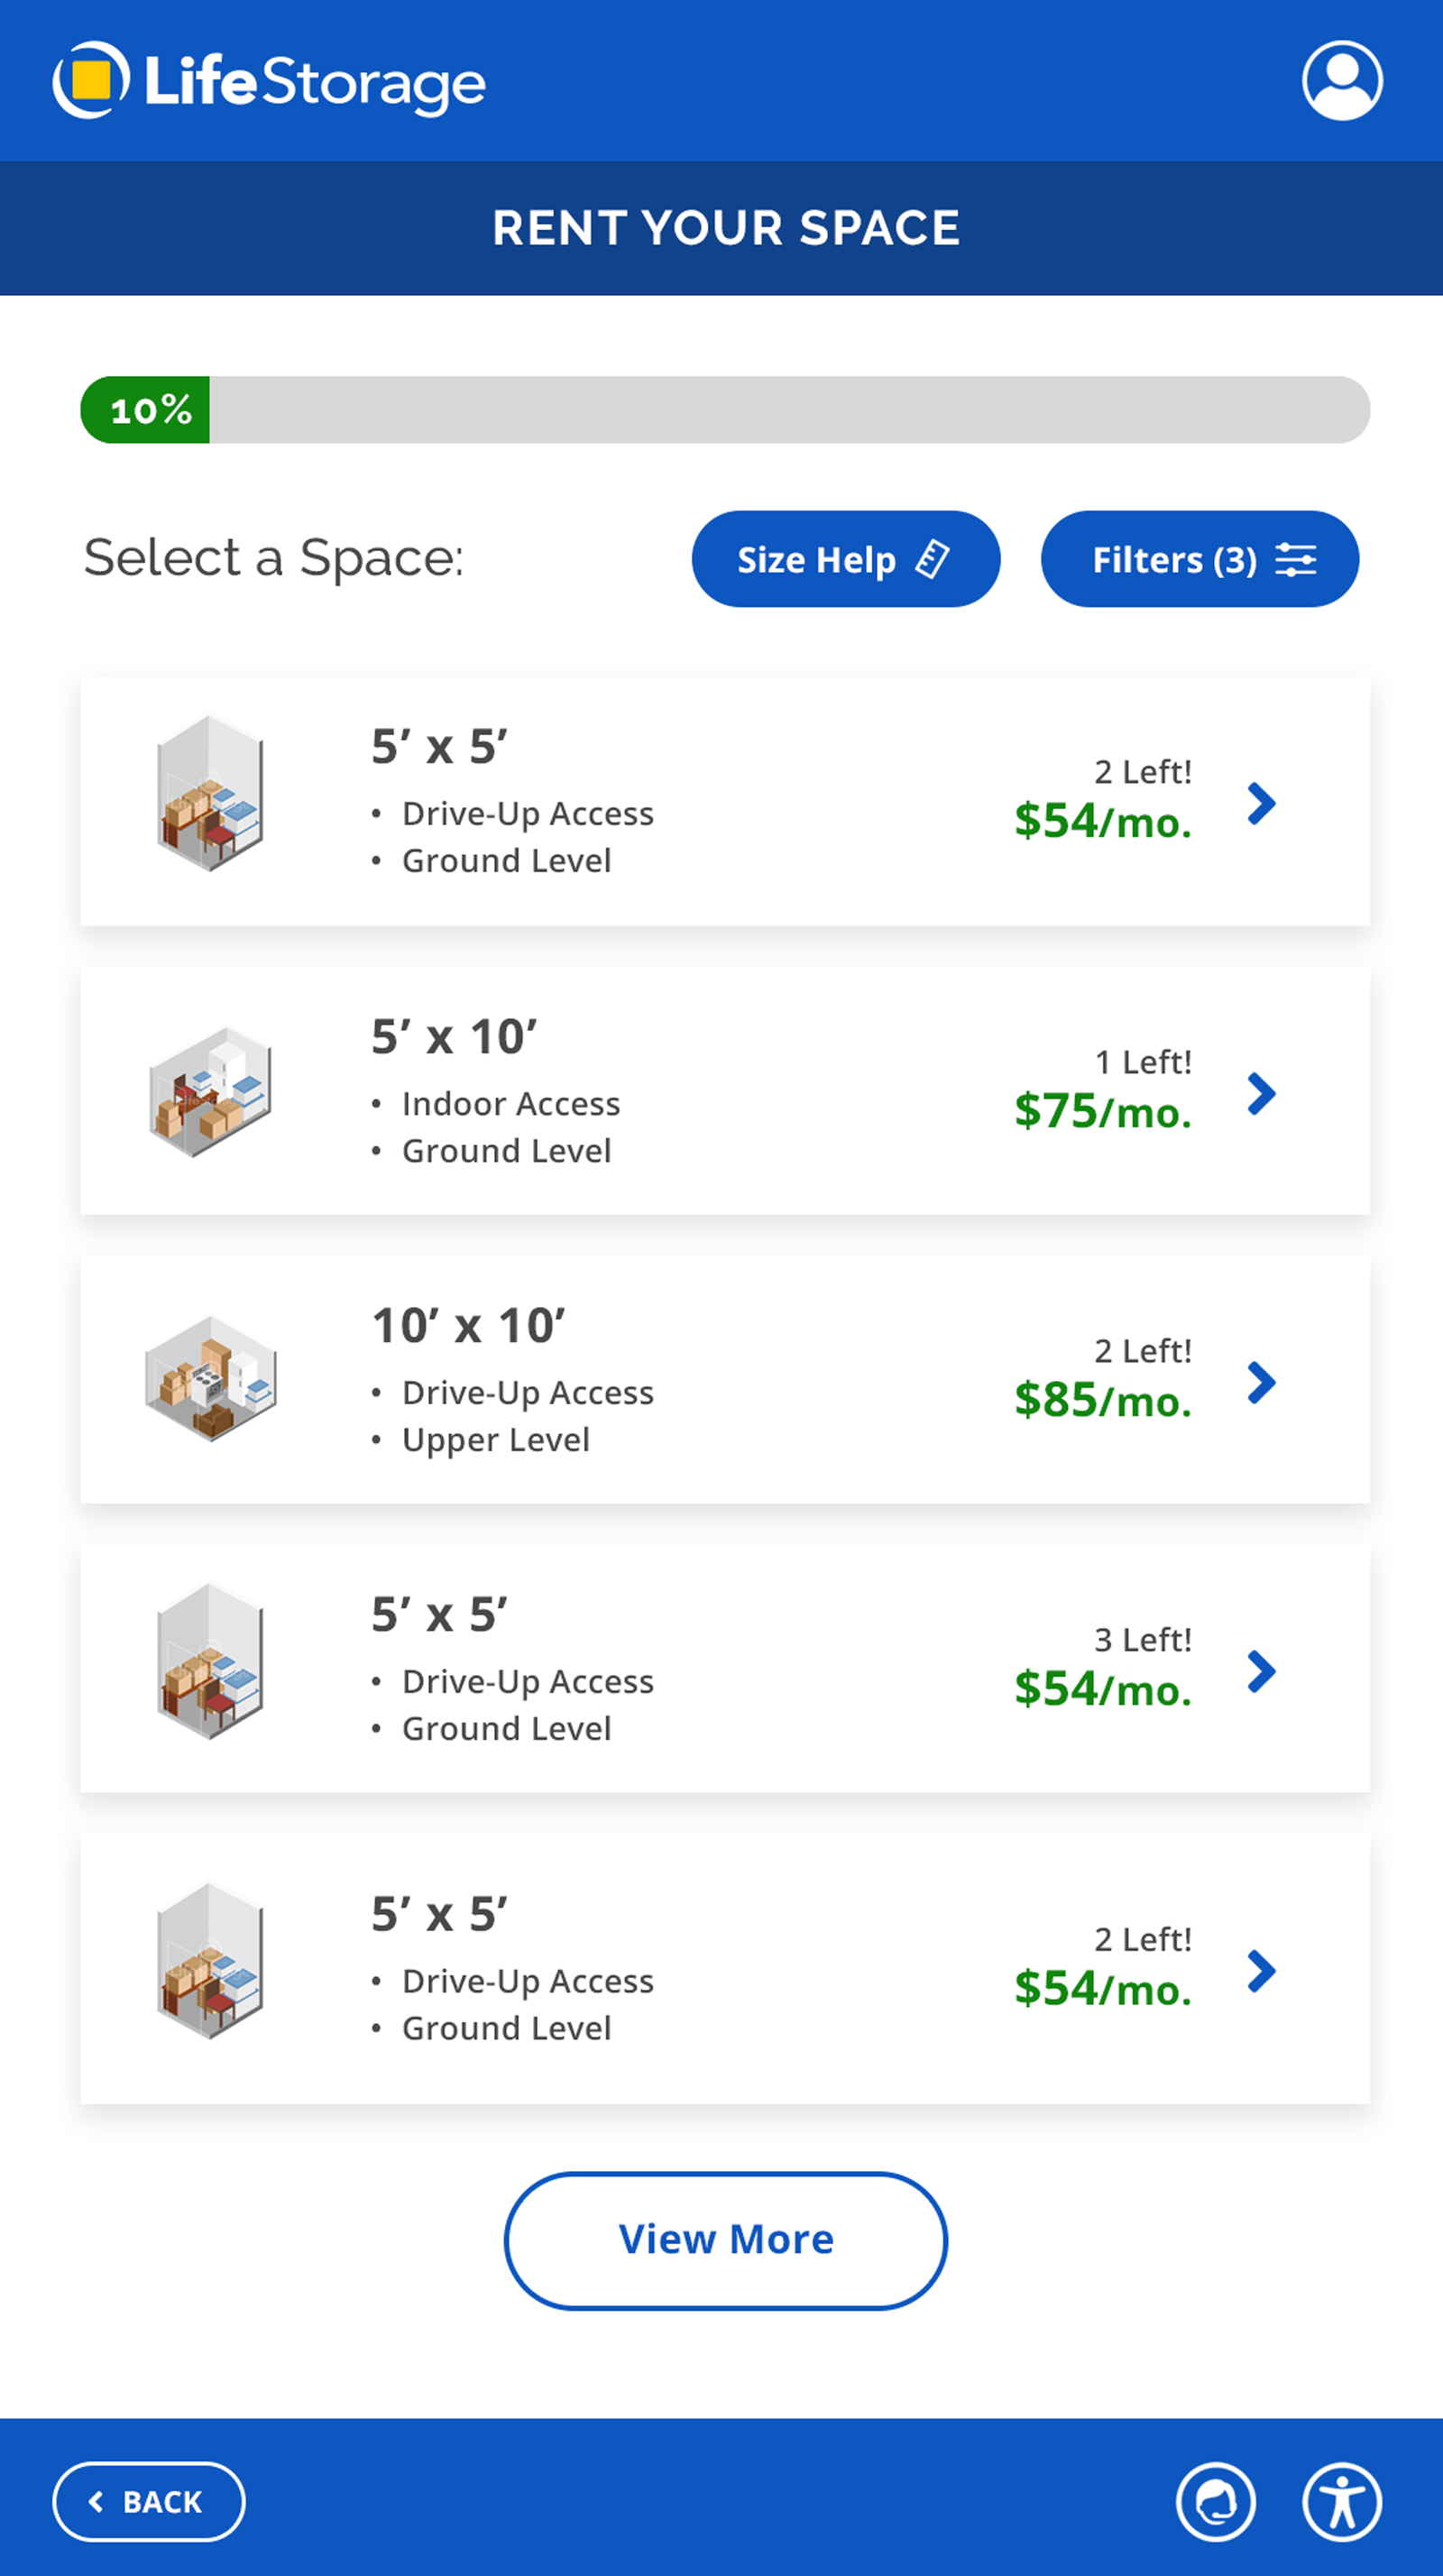 LifeStorage
RENT YOUR SPACE
10%
Select a Space:
Size Help
Filters (3)
5’ x 5’
• Drive-Up Access
• Ground Level
2 Left!
$54/mo.
5’ x 10’
• Indoor Access
• Ground Level
1 Left!
$75/mo.
10’ x 10’
• Drive-Up Access
• Upper Level
2 Left!
$85/mo.
5’ x 5’
• Drive-Up Access
• Ground Level
3 Left!
$54/mo.
5’ x 5’
• Drive-Up Access
• Ground Level
2 Left!
$54/mo.
View More
BACK